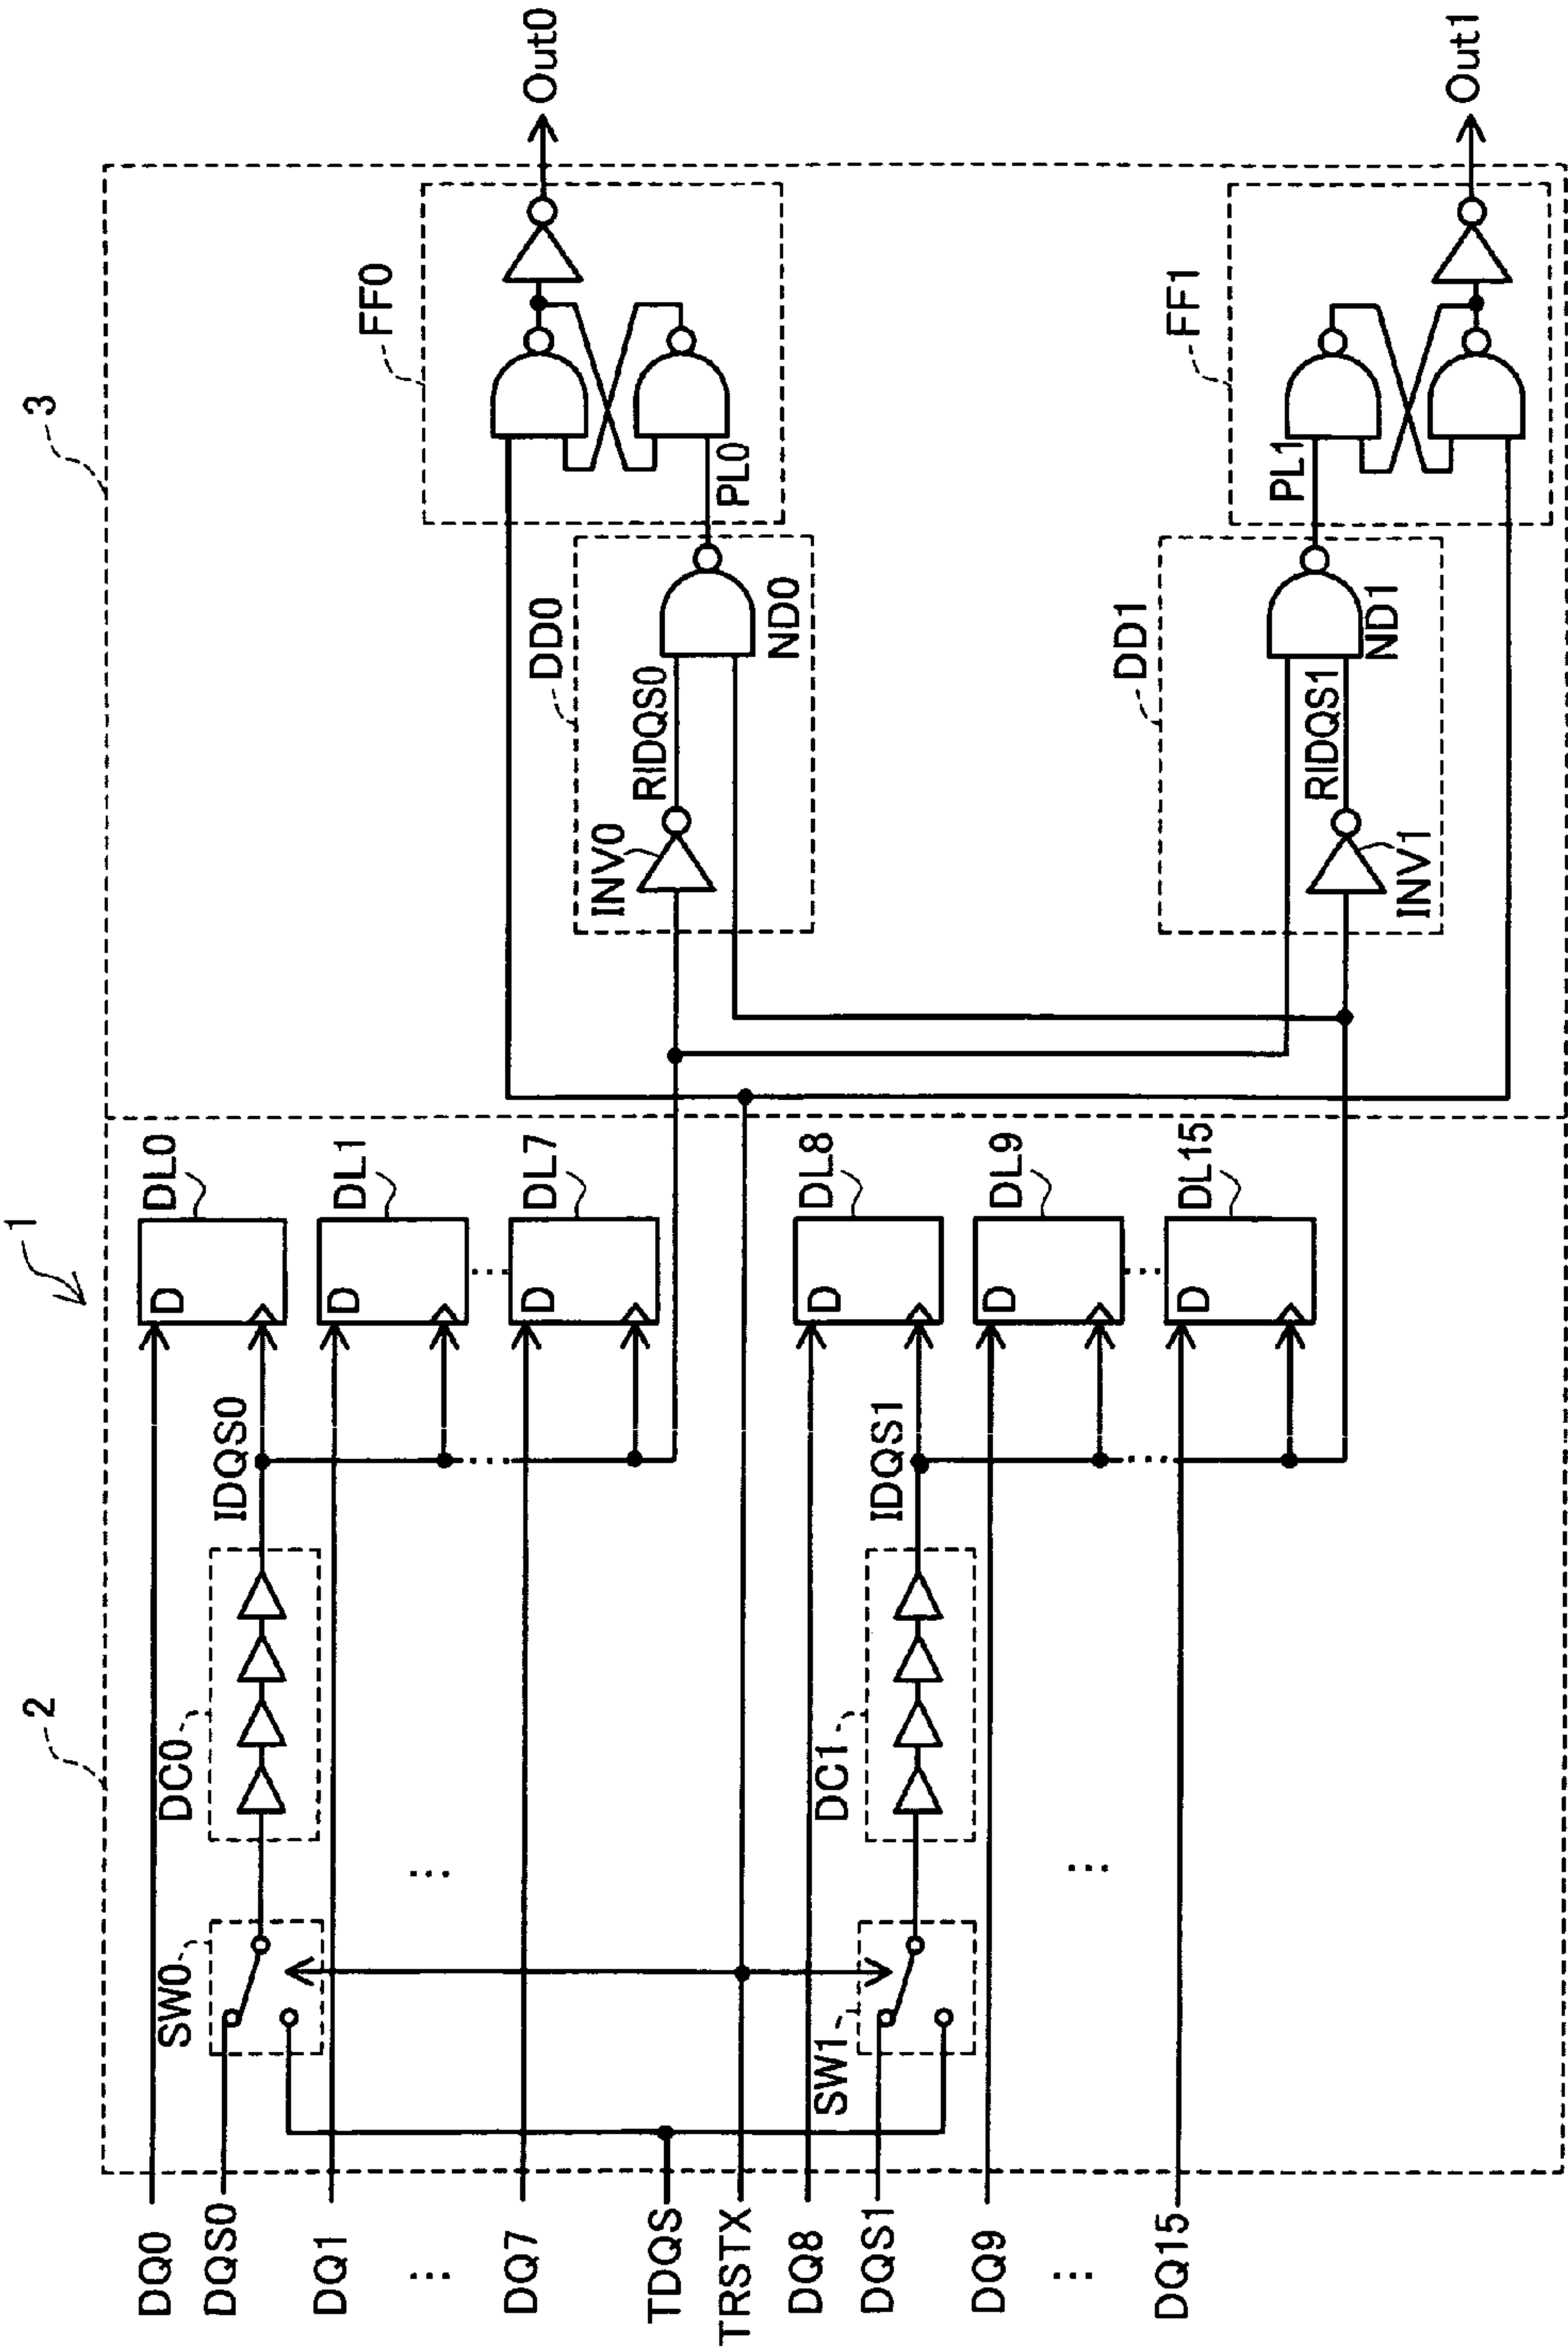 1
2
3
DQ0
DQS0
DQ1
...
DQ7
TDQS
TRSTX
DQ8
DQS1
DQ9
...
DQ15
SW0
DC0
IDQS0
D
DL0
D
DL1
...
...
...
D
DL7
SW1
DC1
IDQS1
D
DL8
D
DL9
...
...
...
D
DL15
DD0
INV0
RIDQS0
ND0
PL0
FF0
Out0
DD1
INV1
RIDQS1
ND1
PL1
FF1
Out1